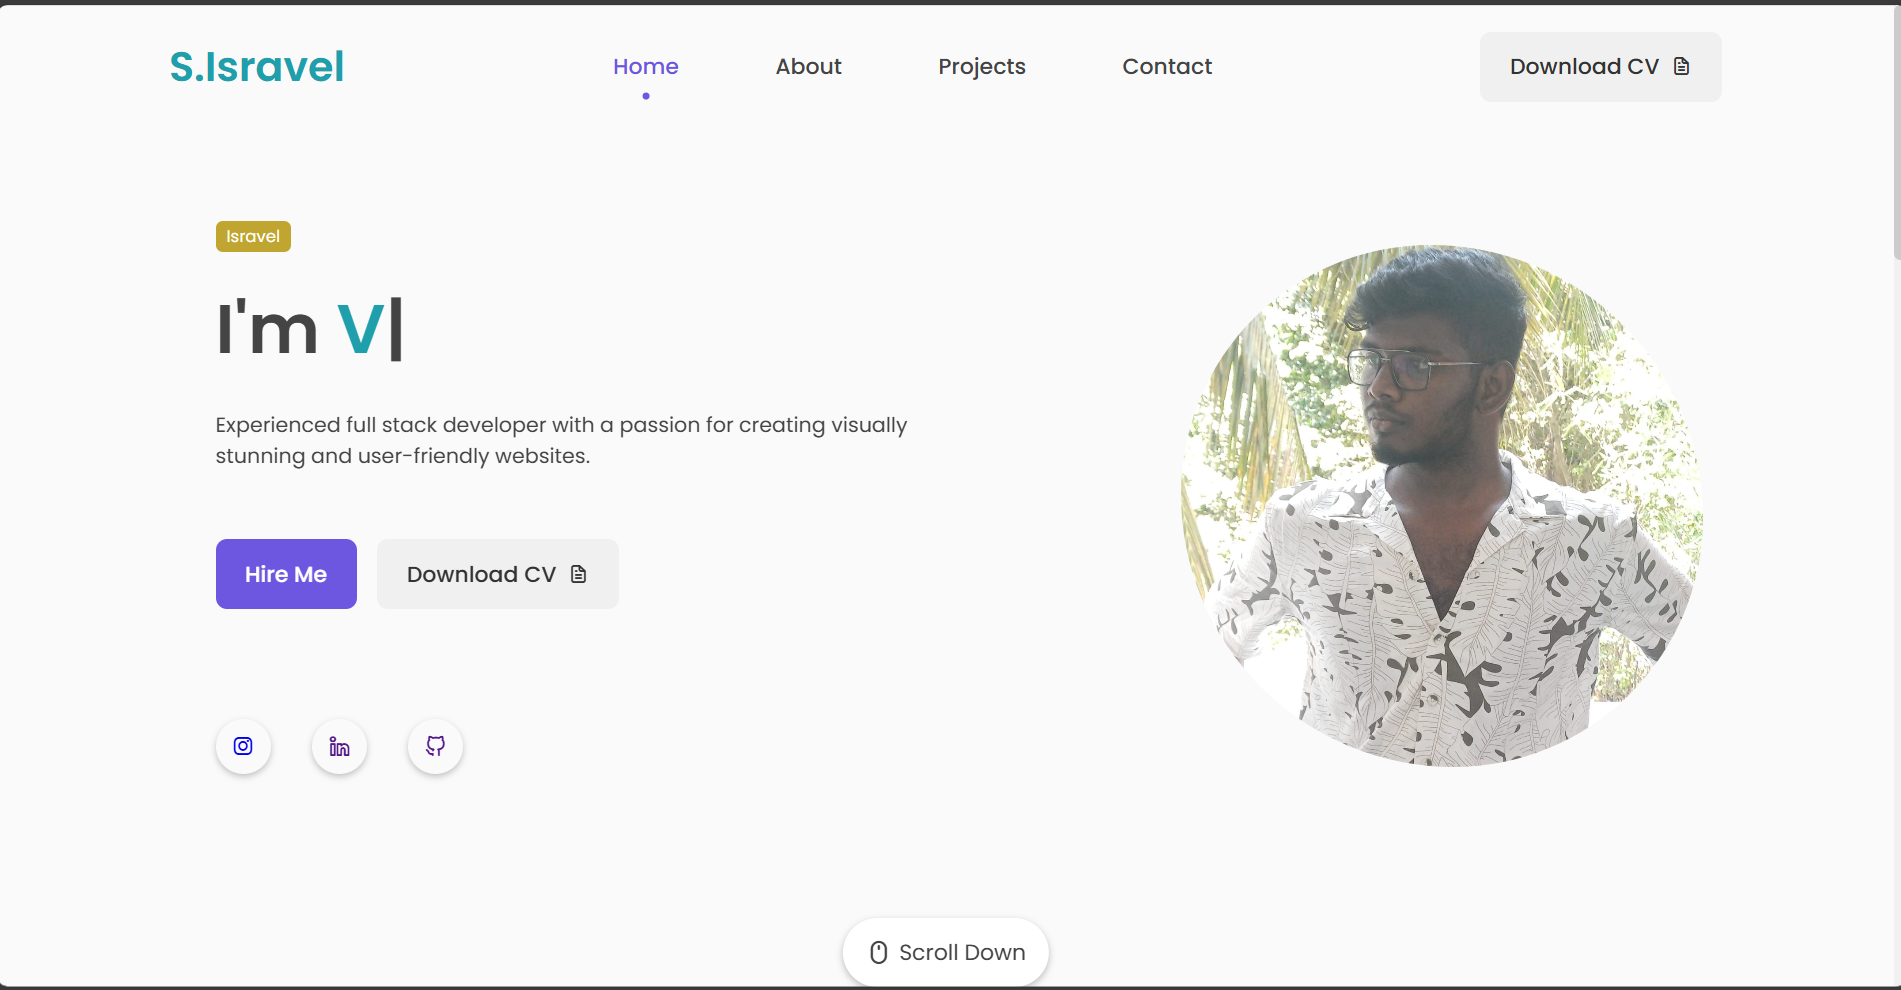 S.Isravel
Home
About
Projects
Contact
Download CV
Isravel
I'm V|
Experienced full stack developer with a passion for creating visually
stunning and user-friendly websites.
Hire Me
Download CV
Scroll Down